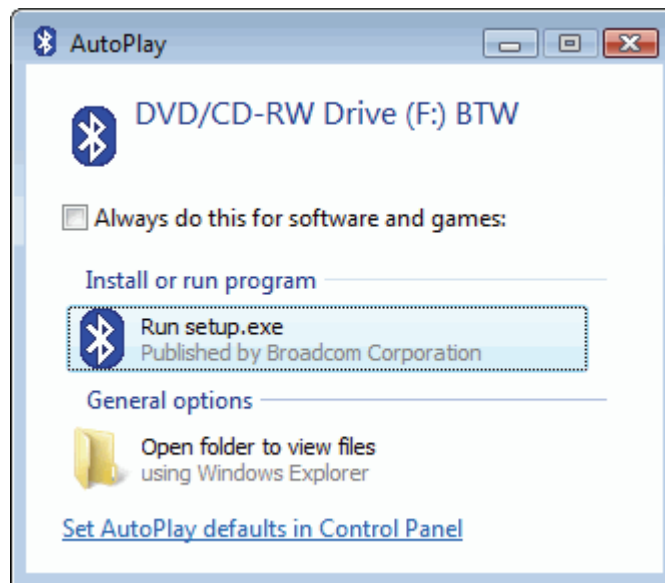 AutoPlay
DVD/CD-RW Drive (F:) BTW
Always do this for software and games:
Install or run program
Run setup.exe
Published by Broadcom Corporation
General options
Open folder to view files
using Windows Explorer
Set AutoPlay defaults in Control Panel